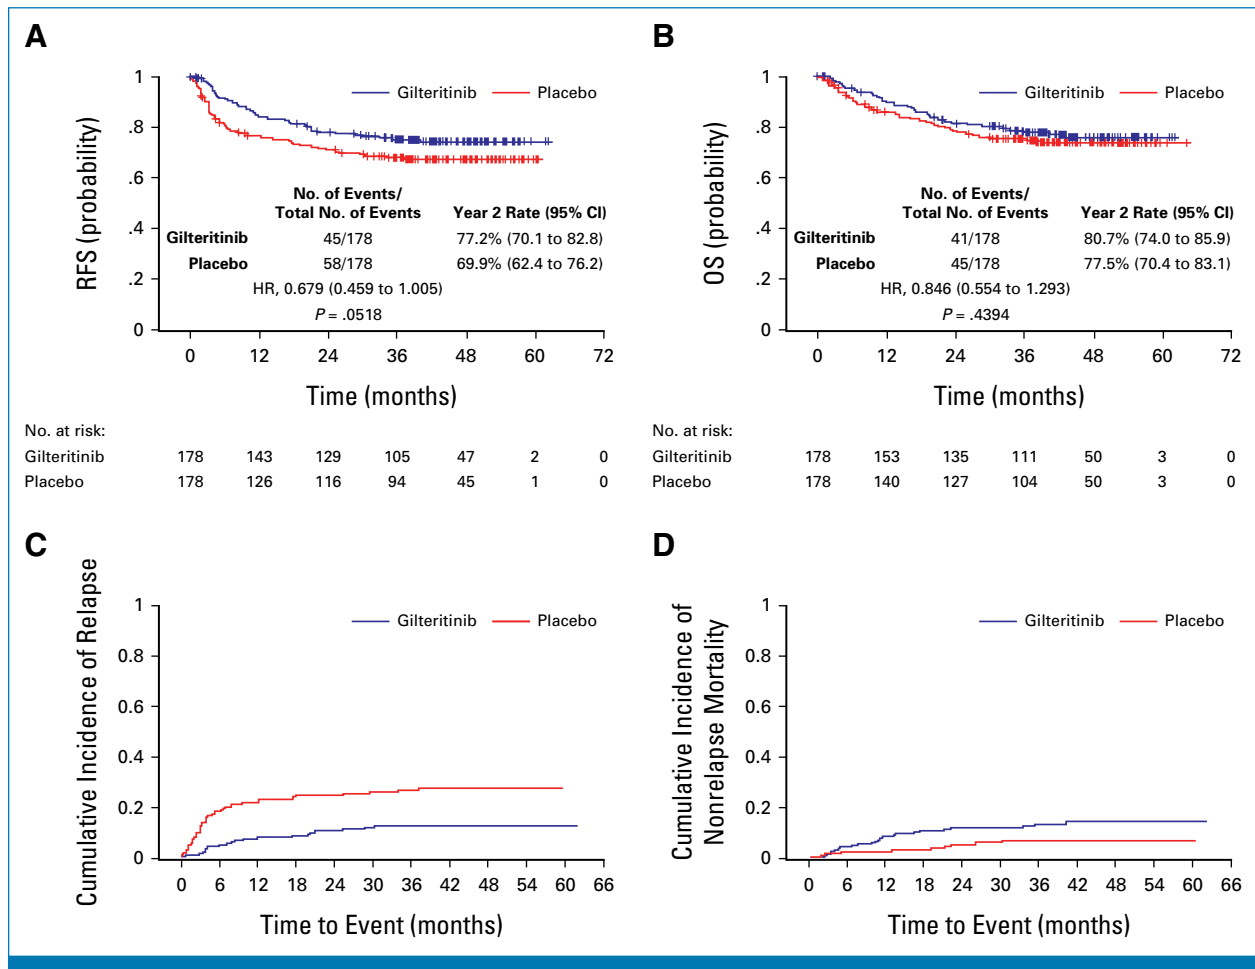 A
RFS (probability)
1
.8
.6
.4
.2
0
Gilteritinib
Placebo
No. of Events/
Total No. of Events Year 2 Rate (95% CI)
Gilteritinib 45/178 77.2% (70.1 to 82.8)
Placebo 58/178 69.9% (62.4 to 76.2)
HR, 0.679 (0.459 to 1.005)
P = .0518
0 12 24 36 48 60 72
Time (months)
No. at risk:
Gilteritinib 178 143 129 105 47 2 0
Placebo 178 126 116 94 45 1 0
B
OS (probability)
1
.8
.6
.4
.2
0
Gilteritinib
Placebo
No. of Events/
Total No. of Events Year 2 Rate (95% CI)
Gilteritinib 41/178 80.7% (74.0 to 85.9)
Placebo 45/178 77.5% (70.4 to 83.1)
HR, 0.846 (0.554 to 1.293)
P = .4394
0 12 24 36 48 60 72
Time (months)
No. at risk:
Gilteritinib 178 153 135 111 50 3 0
Placebo 178 140 127 104 50 3 0
C
Cumulative Incidence of Relapse
1
0.8
0.6
0.4
0.2
0
Gilteritinib
Placebo
0 6 12 18 24 30 36 42 48 54 60 66
Time to Event (months)
D
Cumulative Incidence of
Nonrelapse Mortality
1
0.8
0.6
0.4
0.2
0
Gilteritinib
Placebo
0 6 12 18 24 30 36 42 48 54 60 66
Time to Event (months)